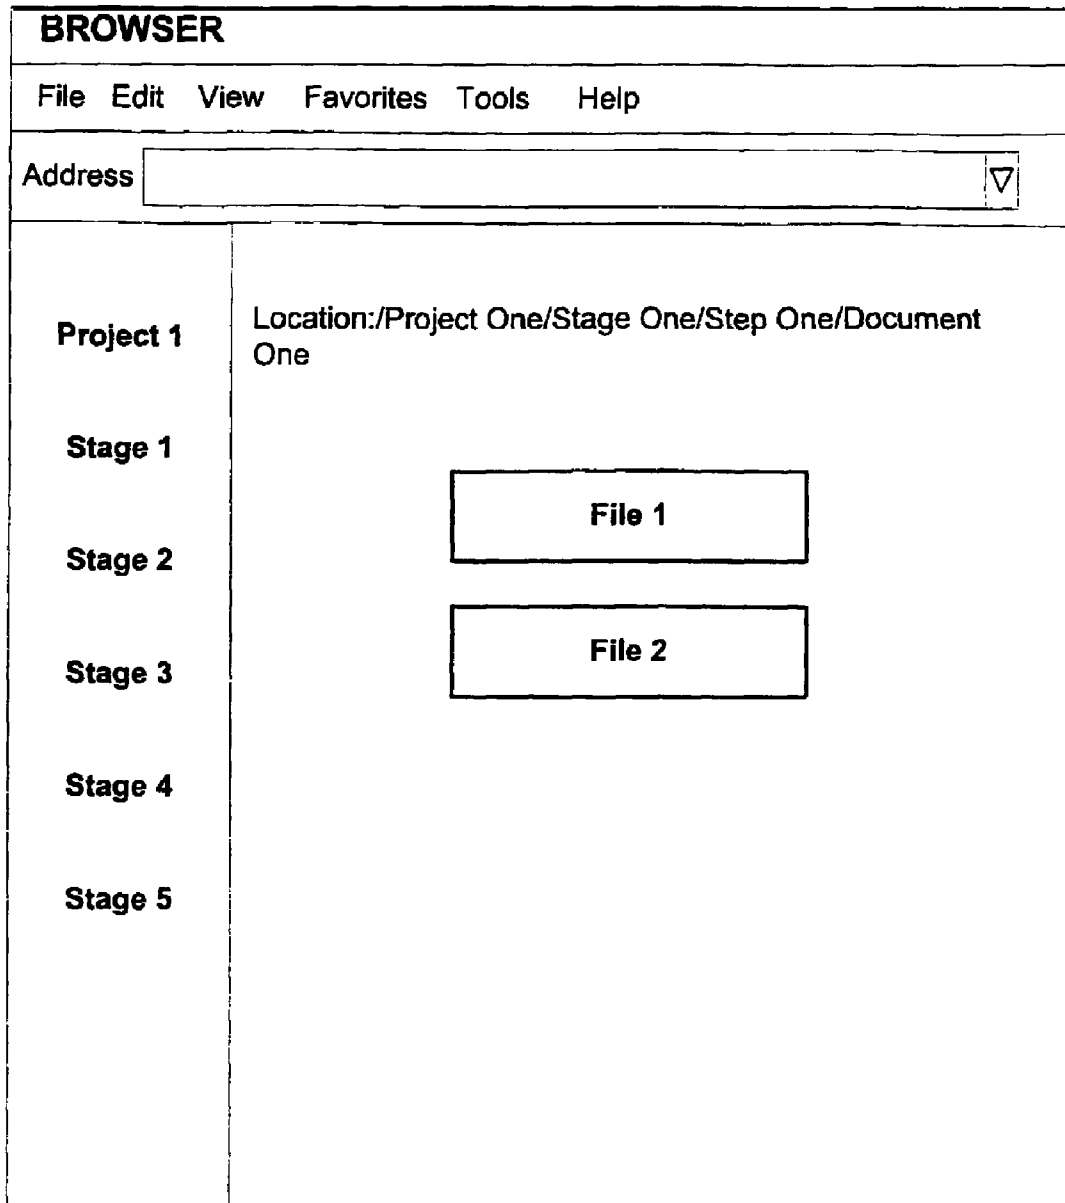 BROWSER
File Edit View Favorites Tools Help
Address
Project 1
Stage 1
Stage 2
Stage 3
Stage 4
Stage 5
Location:/Project One/Stage One/Step One/Document
One
File 1
File 2